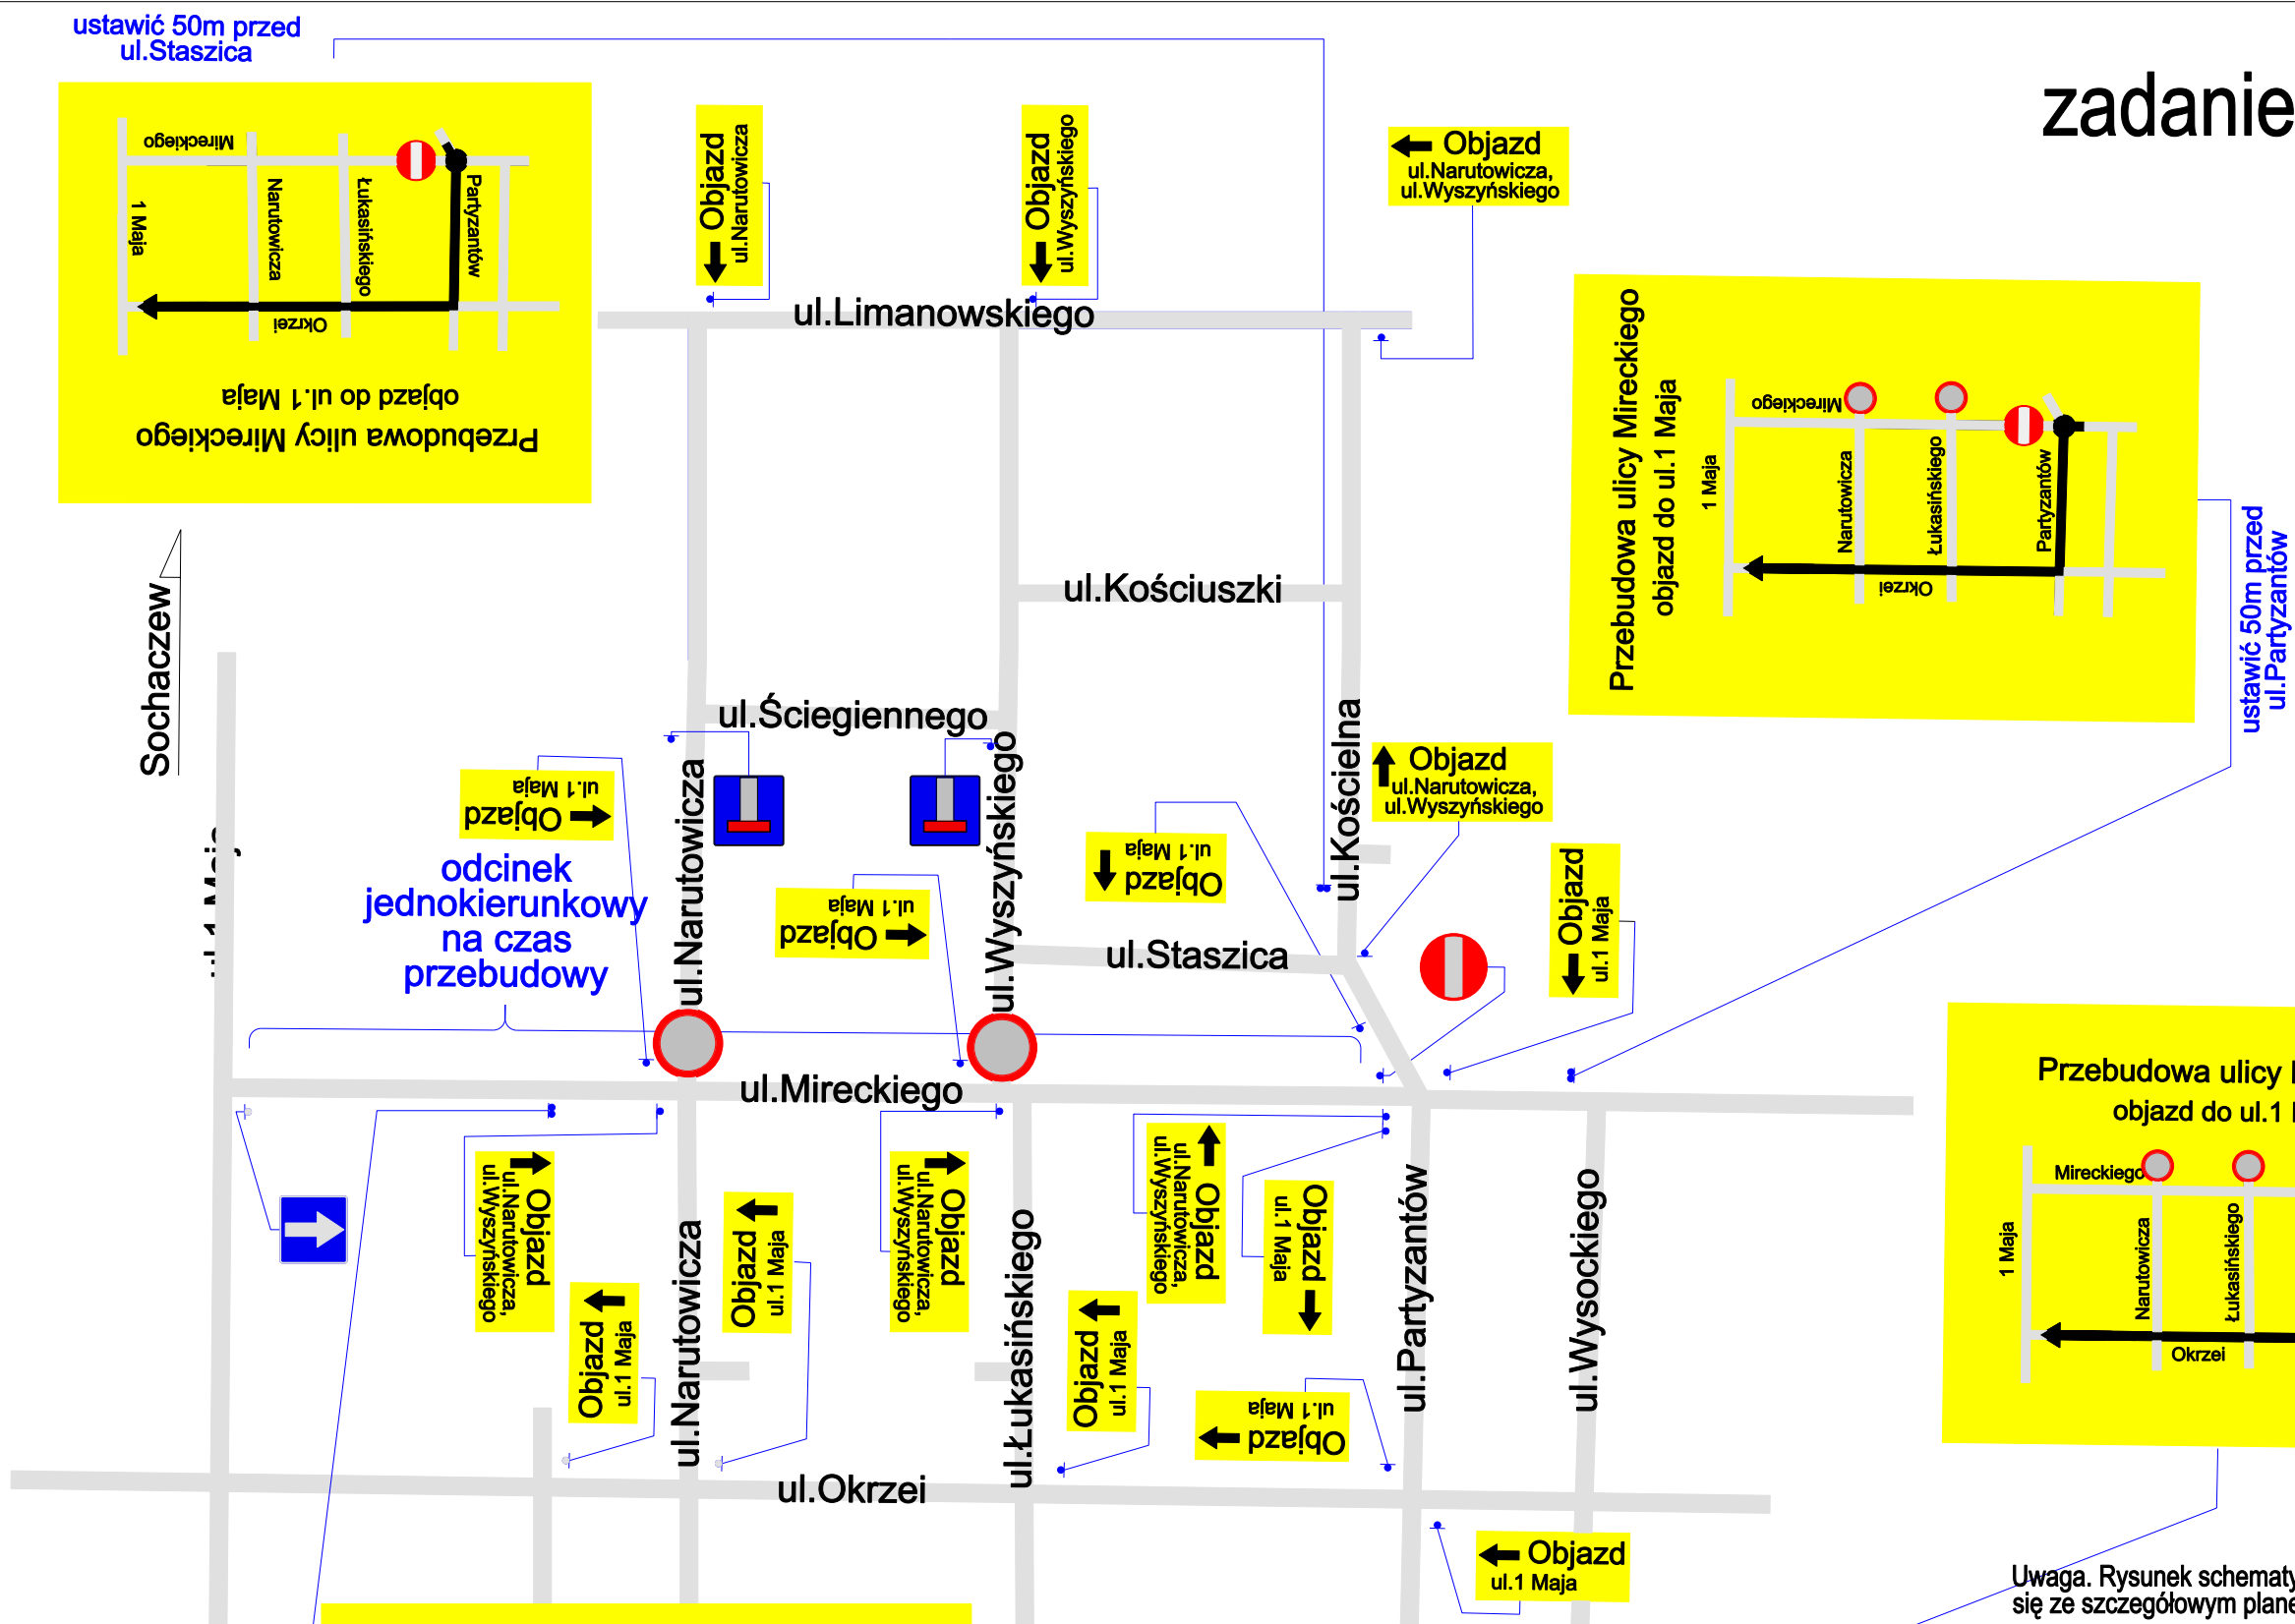 ustawić 50m przed
ul.Staszica
zadanie
Mireckiego
1 Maja
Narutowicza
Łukasińskiego
Partyzantów
Okrzei
objazd do ul.1 Maja
Przebudowa ulicy Mireckiego
Objazd
ul.Narutowicza
Objazd
ul.Wyszyńskiego
Objazd
ul.Narutowicza,
ul.Wyszyńskiego
ul.Limanowskiego
Przebudowa ulicy Mireckiego
objazd do ul.1 Maja
Mireckiego
1 Maja
Narutowicza
Łukasińskiego
Partyzantów
Okrzei
ustawić 50m przed
ul.Partyzantów
Sochaczew
ul.Kościuszki
ul.Ściegiennego
ul.1 Maja
ul.Narutowicza
ul.Wyszyńskiego
ul.Kościelna
Objazd
ul.1 Maja
Objazd
ul.Narutowicza,
ul.Wyszyńskiego
Objazd
ul.1 Maja
Objazd
ul.1 Maja
Objazd
ul.1 Maja
odcinek
jednokierunkowy
na czas
przebudowy
ul.Staszica
ul.Mireckiego
Przebudowa ulicy
objazd do ul.1
Mireckiego
1 Maja
Narutowicza
Łukasińskiego
Okrzei
Objazd
ul.Narutowicza,
ul.Wyszyńskiego
Objazd
ul.1 Maja
Objazd
ul.1 Maja
ul.Narutowicza
Objazd
ul.Narutowicza,
ul.Wyszyńskiego
ul.Łukasińskiego
Objazd
ul.1 Maja
Objazd
ul.Narutowicza,
ul.Wyszyńskiego
Objazd
ul.1 Maja
Objazd
ul.1 Maja
ul.Partyzantów
ul.Wysockiego
ul.Okrzei
Objazd
ul.1 Maja
Uwaga. Rysunek schematy
się ze szczegółowym plane